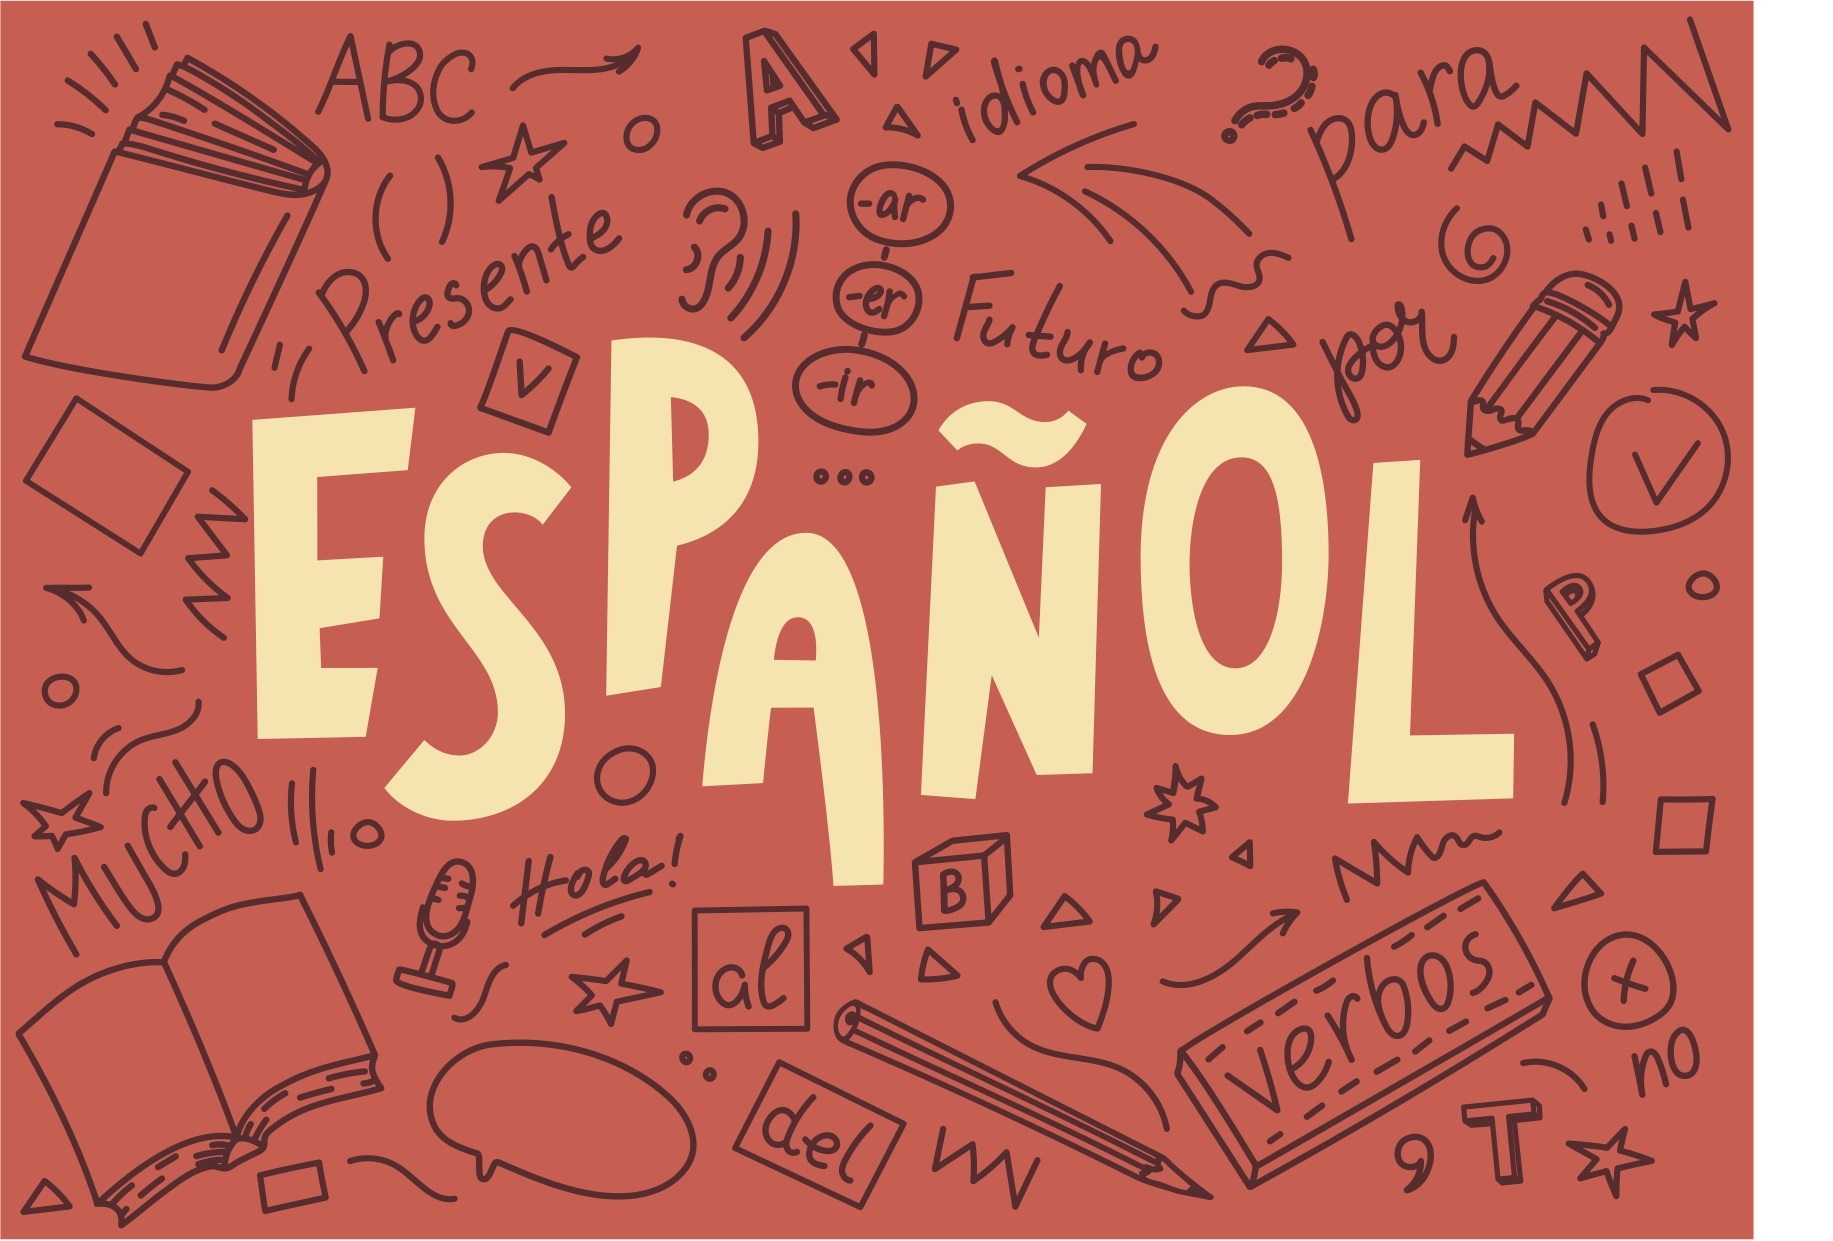 ABC
A
idioma
?
para
Presente
-ar
-er
-ir
Futuro
por
V
ESPAÑOL
...
P
MUCHO
Hola!
B
al
verbos
no
del
, T